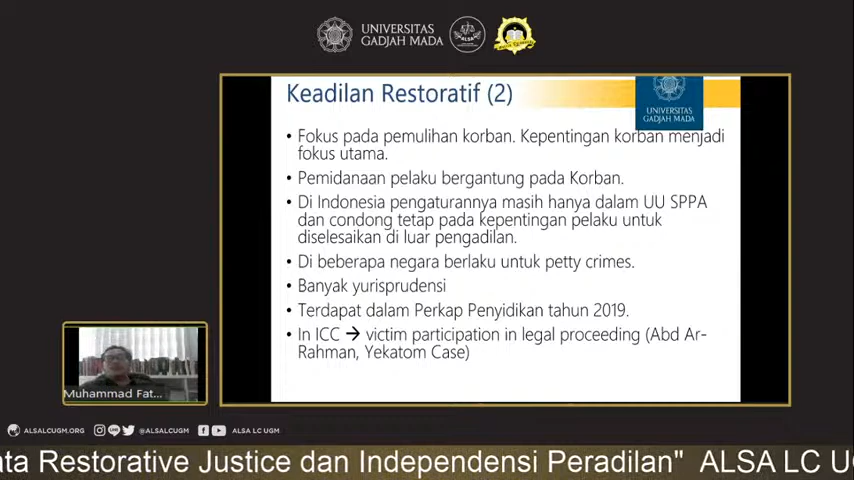 UNIVERSITAS
GADJAH MADA
ALSA
Keadilan Restoratif (2)
UNIVERSITAS
GADJAH MADA
• Fokus pada pemulihan korban. Kepentingan korban menjadi
fokus utama.
• Pemidanaan pelaku bergantung pada Korban.
• Di Indonesia pengaturannya masih hanya dalam UU SPPA
dan condong tetap pada kepentingan pelaku untuk
diselesaikan di luar pengadilan.
• Di beberapa negara berlaku untuk petty crimes.
• Banyak yurisprudensi
• Terdapat dalam Perkap Penyidikan tahun 2019.
• In ICC → victim participation in legal proceeding (Abd Ar-
Rahman, Yekatom Case)
Muhammad Fat...
ALSALCUGM.ORG @ALSALCUGM ALSA LC UGM
ata Restorative Justice dan Independensi Peradilan" ALSA LC U